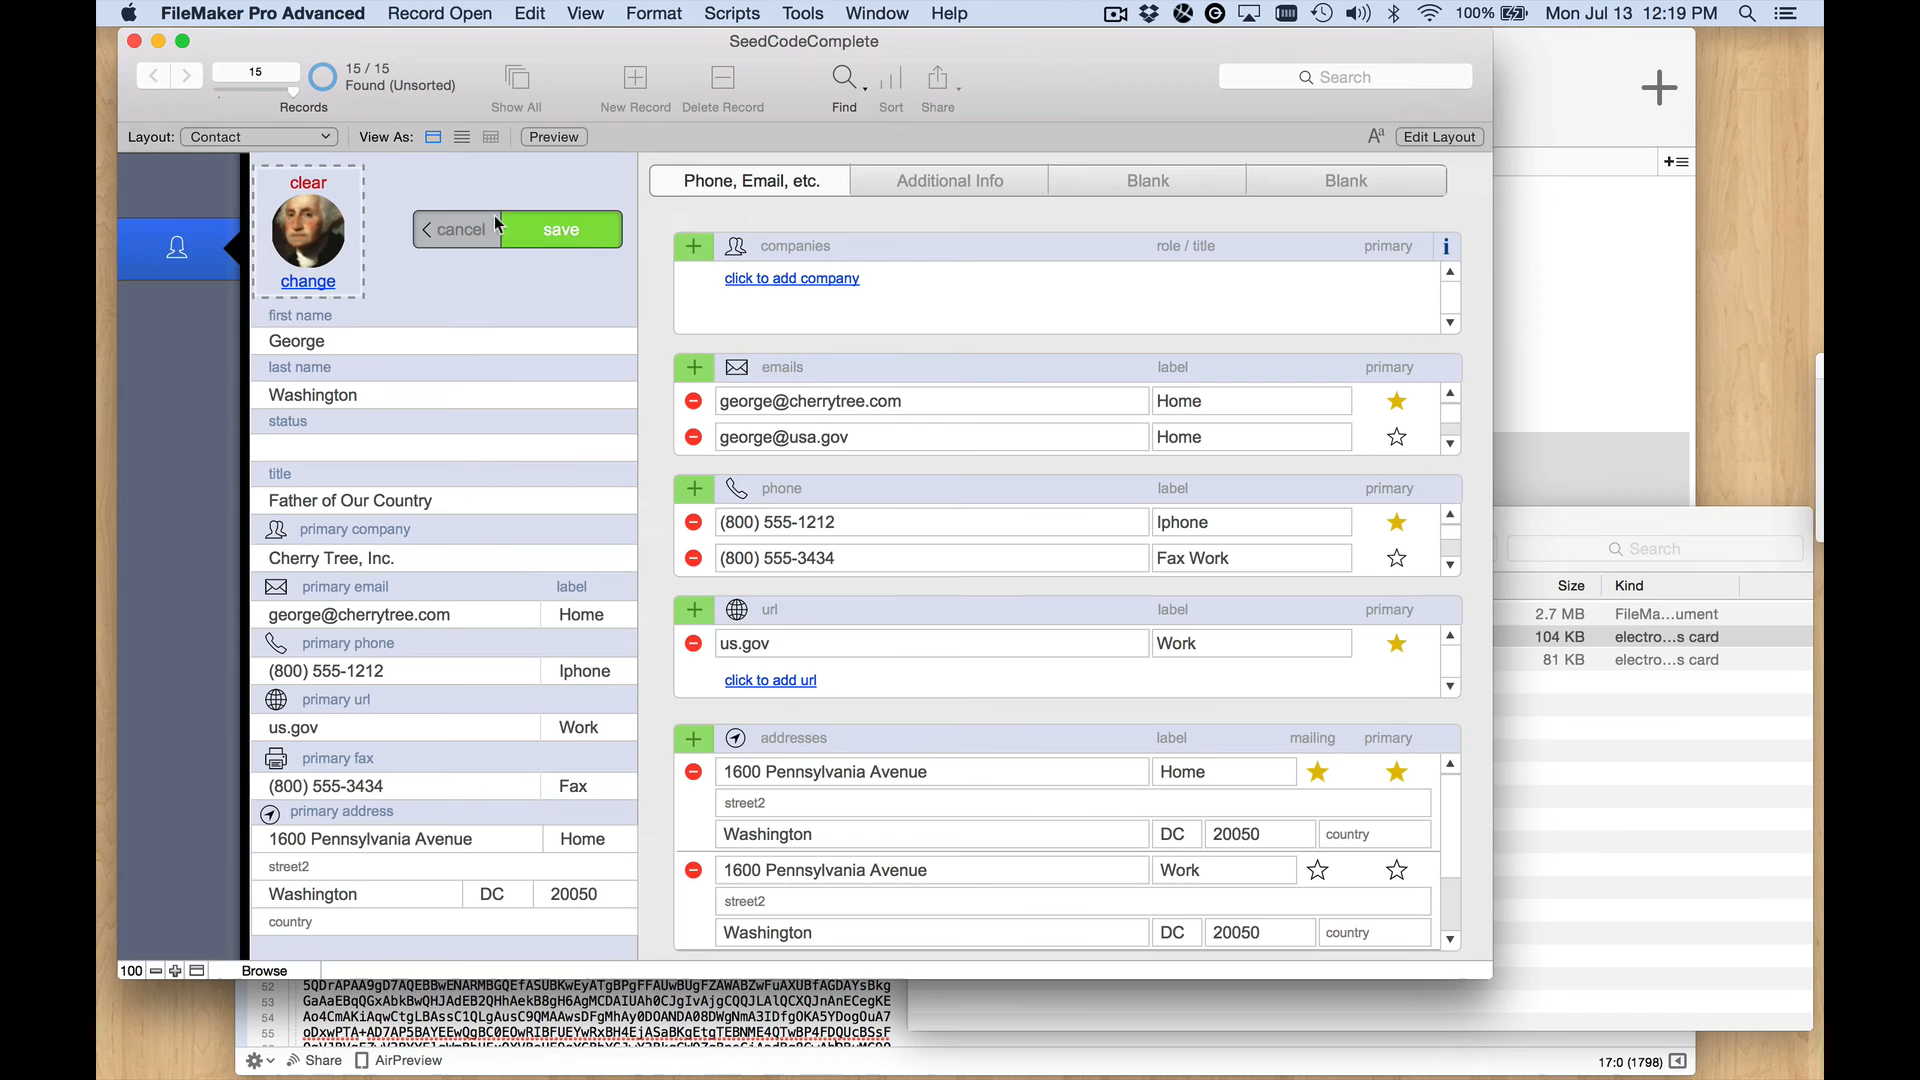 FileMaker Pro Advanced Record Open Edit View Format Scripts Tools Window Help 100% Mon Jul 13 12:19 PM
SeedCodeComplete
15
15 / 15
Found (Unsorted)
Records
Show All
New Record
Delete Record
Find
Sort
Share
Search
Layout: Contact View As: Preview Aª Edit Layout
clear
change
cancel save
first name
George
last name
Washington
status
title
Father of Our Country
primary company
Cherry Tree, Inc.
primary email label
george@cherrytree.com Home
primary phone
(800) 555-1212 Iphone
primary url
us.gov Work
primary fax
(800) 555-3434 Fax
primary address
1600 Pennsylvania Avenue Home
street2
Washington DC 20050
country
Phone, Email, etc. Additional Info Blank Blank
companies role / title primary i
click to add company
emails label primary
george@cherrytree.com Home
george@usa.gov Home
phone label primary
(800) 555-1212 Iphone
(800) 555-3434 Fax Work
url label primary
us.gov Work
click to add url
addresses label mailing primary
1600 Pennsylvania Avenue Home
street2
Washington DC 20050 country
1600 Pennsylvania Avenue Work
street2
Washington DC 20050 country
Search
Size Kind
2.7 MB FileMa...ument
104 KB electro...s card
81 KB electro...s card
100 Browse
52
53
54
55
Share AirPreview
17:0 (1798)